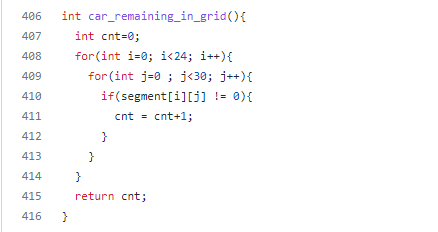 406 int car_remaining_in_grid(){
407   int cnt=0;
408   for(int i=0; i<24; i++){
409     for(int j=0 ; j<30; j++){
410       if(segment[i][j] != 0){
411         cnt = cnt+1;
412       }
413     }
414   }
415   return cnt;
416 }